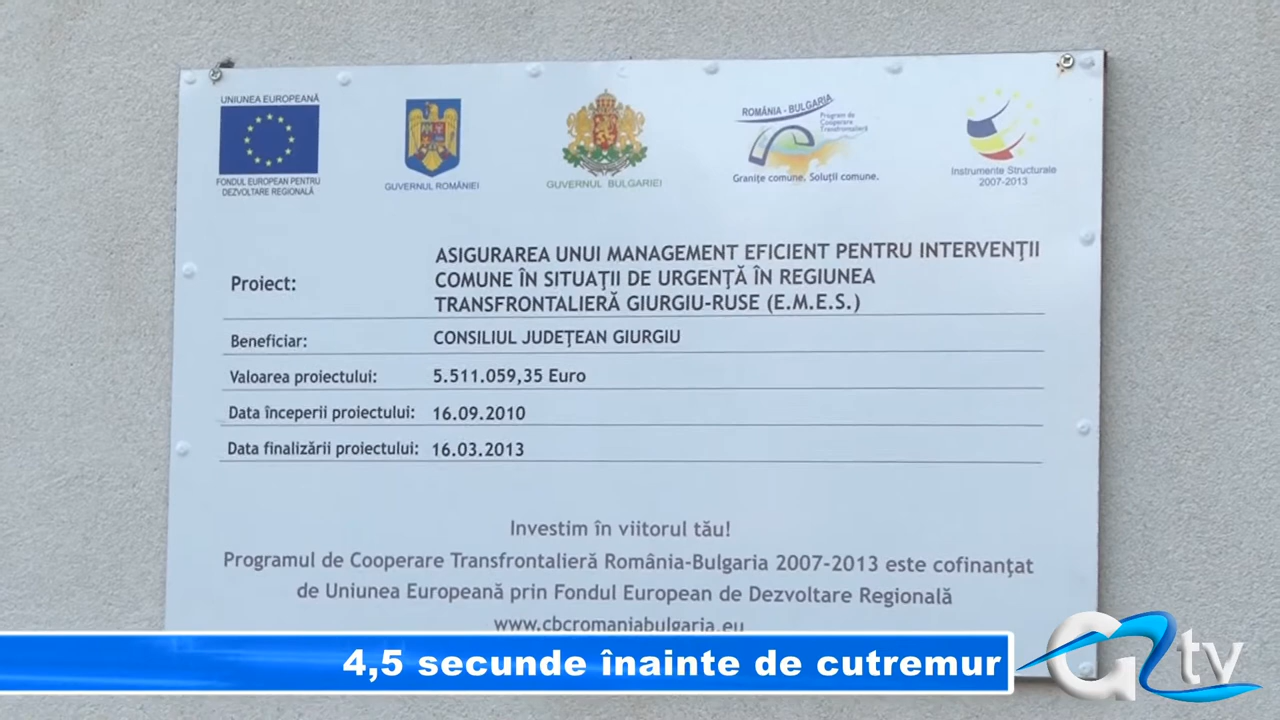 UNIUNEA EUROPEANĂ
FONDUL EUROPEAN PENTRU
DEZVOLTARE REGIONALĂ
GUVERNUL ROMÂNIEI
GUVERNUL BULGARIEI
ROMÂNIA - BULGARIA
Program de
Cooperare
Transfrontalieră
Graniţe comune. Soluţii comune.
Instrumente Structurale
2007-2013
Proiect:
ASIGURAREA UNUI MANAGEMENT EFICIENT PENTRU INTERVENŢII
COMUNE ÎN SITUAŢII DE URGENŢĂ ÎN REGIUNEA
TRANSFRONTALIERĂ GIURGIU-RUSE (E.M.E.S.)
Beneficiar: CONSILIUL JUDEŢEAN GIURGIU
Valoarea proiectului: 5.511.059,35 Euro
Data începerii proiectului: 16.09.2010
Data finalizării proiectului: 16.03.2013
Investim în viitorul tău!
Programul de Cooperare Transfrontalieră România-Bulgaria 2007-2013 este cofinanţat
de Uniunea Europeană prin Fondul European de Dezvoltare Regională
www.cbcromaniabulgaria.eu
4,5 secunde înainte de cutremur
G2tv